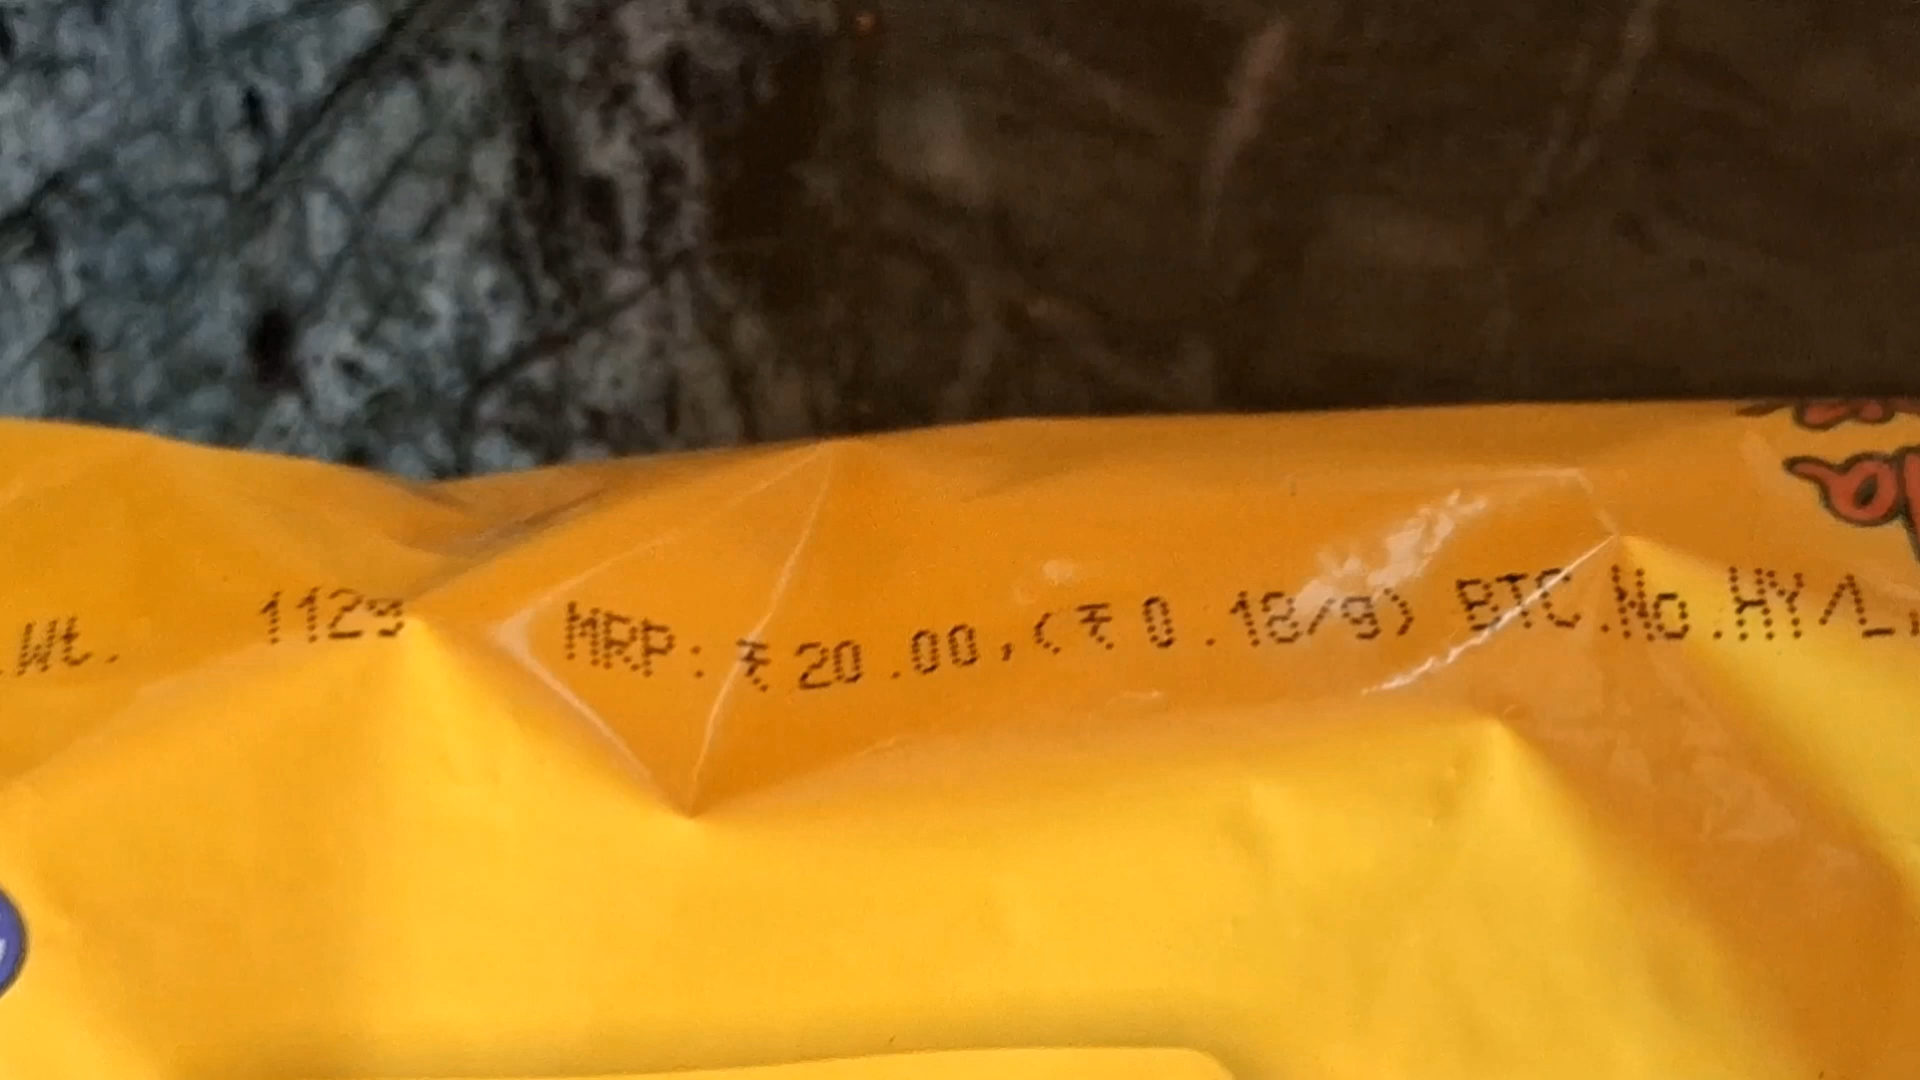 Wt. 112g MRP: ₹ 20.00,(₹ 0.18/g) BTC.No.HY